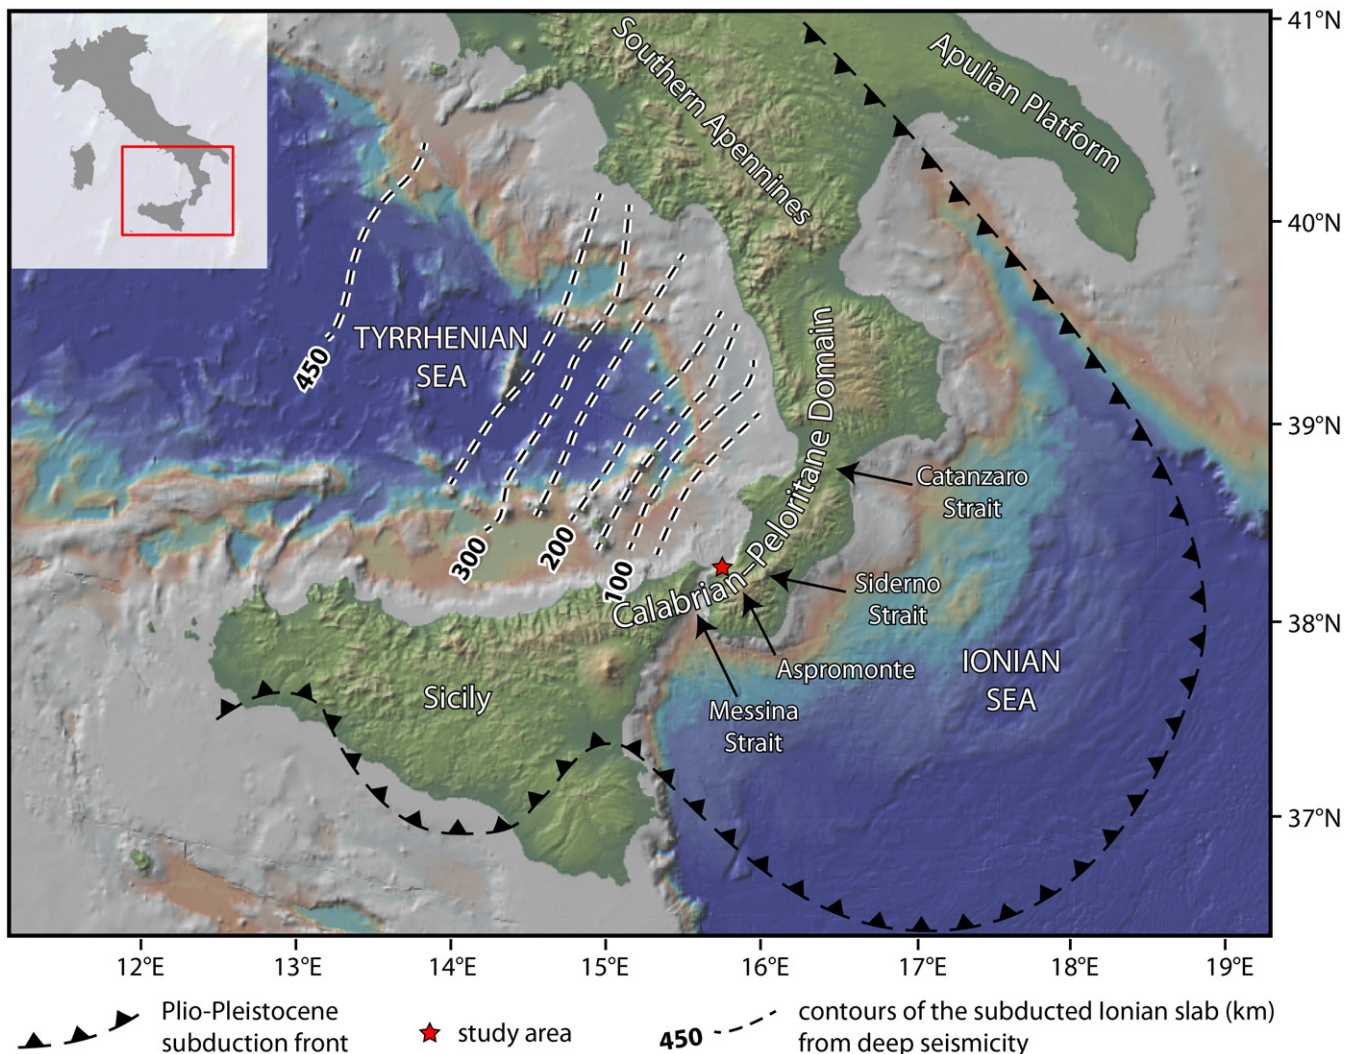 41°N
Southern Apennines
Apulian Platform
40°N
TYRRHENIAN
SEA
450
Calabrian–Peloritane Domain
39°N
Catanzaro
Strait
300
200
100
Siderno
Strait
38°N
Aspromonte
IONIAN
SEA
Sicily
Messina
Strait
37°N
12°E
13°E
14°E
15°E
16°E
17°E
18°E
19°E
Plio-Pleistocene
subduction front
study area
450
contours of the subducted Ionian slab (km)
from deep seismicity